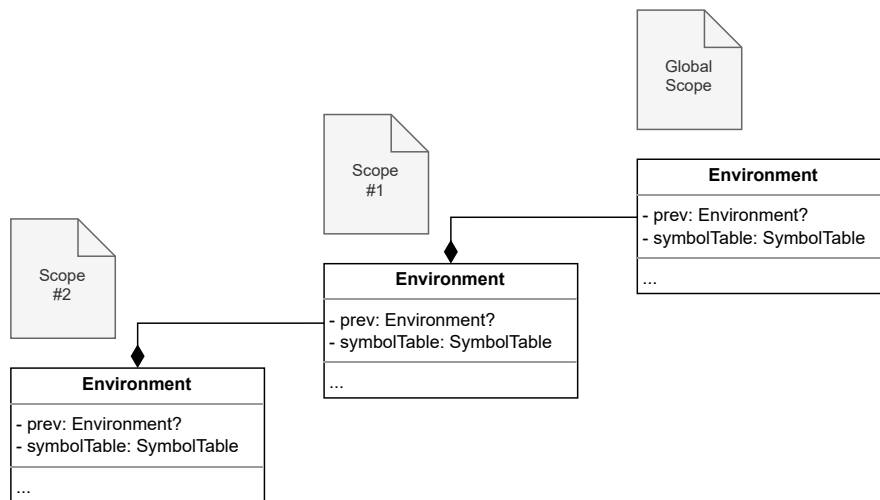 Global
Scope
Scope
#1
Environment
- prev: Environment?
- symbolTable: SymbolTable
...
Scope
#2
Environment
- prev: Environment?
- symbolTable: SymbolTable
...
Environment
- prev: Environment?
- symbolTable: SymbolTable
...